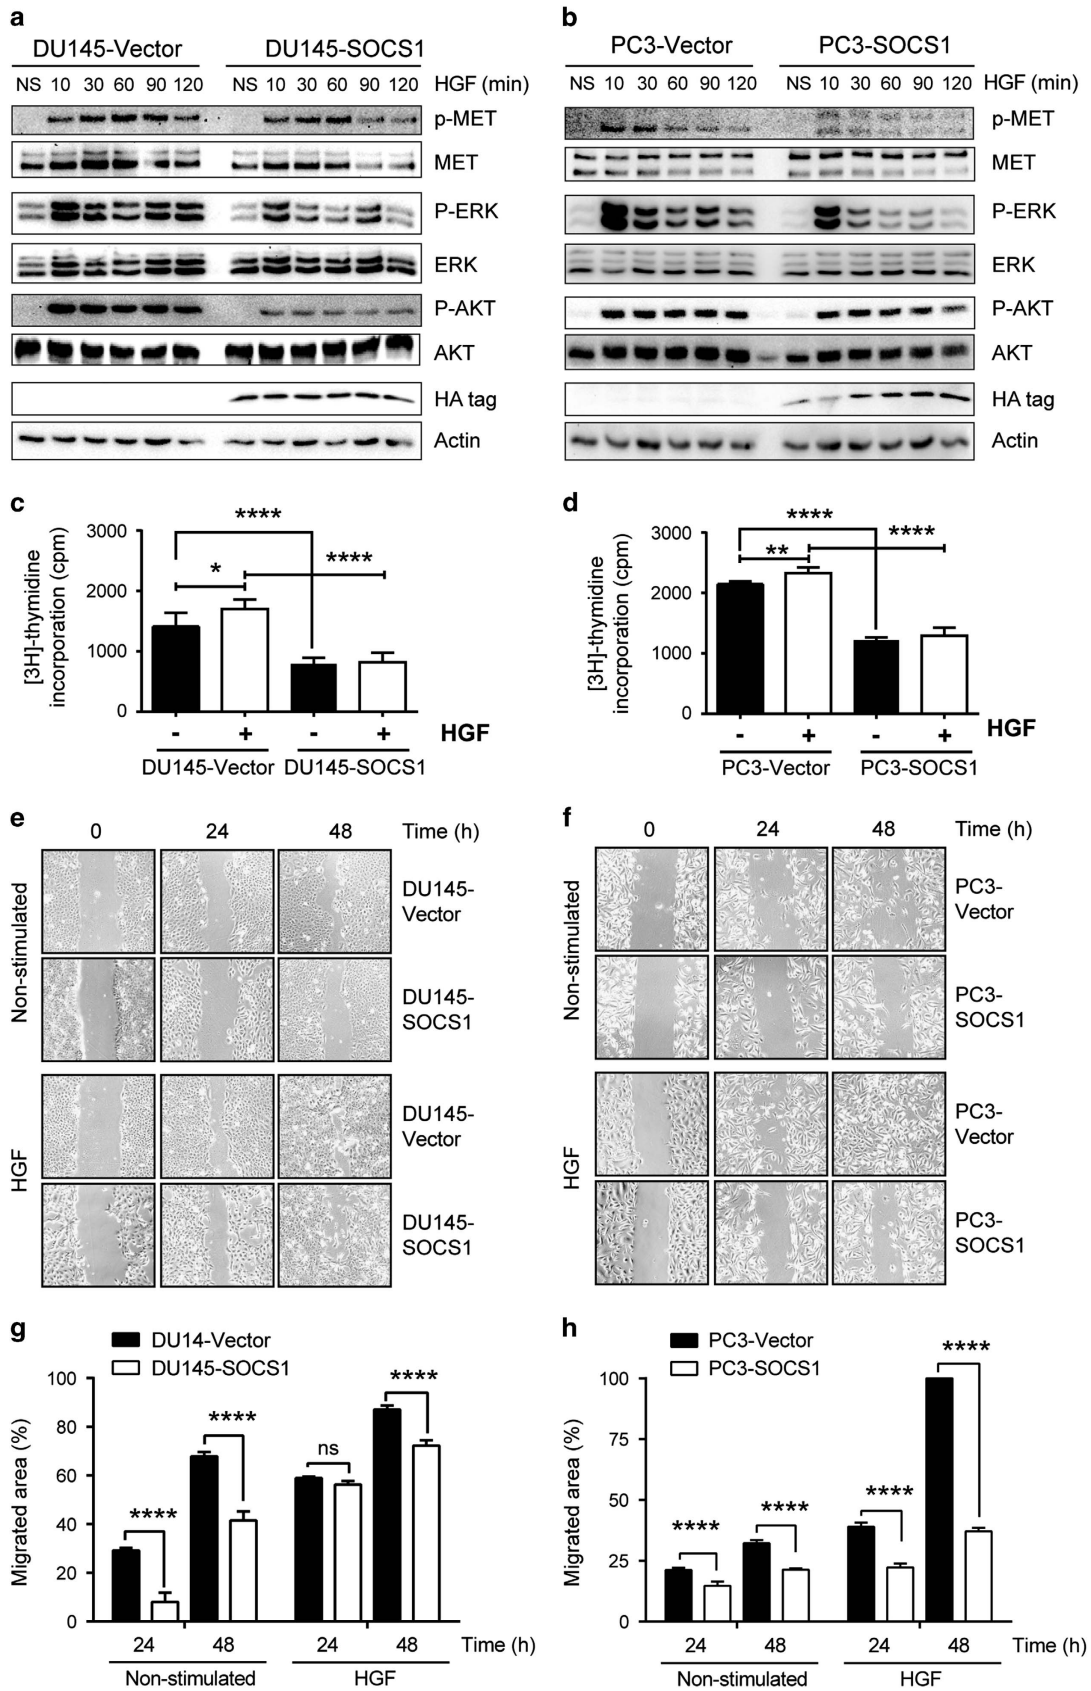 a
DU145-Vector DU145-SOCS1
NS 10 30 60 90 120 NS 10 30 60 90 120 HGF (min)
p-MET
MET
P-ERK
ERK
P-AKT
AKT
HA tag
Actin
b
PC3-Vector PC3-SOCS1
NS 10 30 60 90 120 NS 10 30 60 90 120 HGF (min)
p-MET
MET
P-ERK
ERK
P-AKT
AKT
HA tag
Actin
c
[3H]-thymidine
incorporation (cpm)
3000
2000
1000
0
****
*
****
- + - + HGF
DU145-Vector DU145-SOCS1
d
[3H]-thymidine
incorporation (cpm)
3000
2000
1000
0
****
**
****
- + - + HGF
PC3-Vector PC3-SOCS1
e
0 24 48 Time (h)
Non-stimulated
DU145-
Vector
DU145-
SOCS1
HGF
DU145-
Vector
DU145-
SOCS1
f
0 24 48 Time (h)
Non-stimulated
PC3-
Vector
PC3-
SOCS1
HGF
PC3-
Vector
PC3-
SOCS1
g
DU14-Vector
DU145-SOCS1
Migrated area (%)
100
80
60
40
20
0
****
****
ns
****
24 48 24 48 Time (h)
Non-stimulated HGF
h
PC3-Vector
PC3-SOCS1
Migrated area (%)
100
75
50
25
0
****
****
****
****
24 48 24 48 Time (h)
Non-stimulated HGF